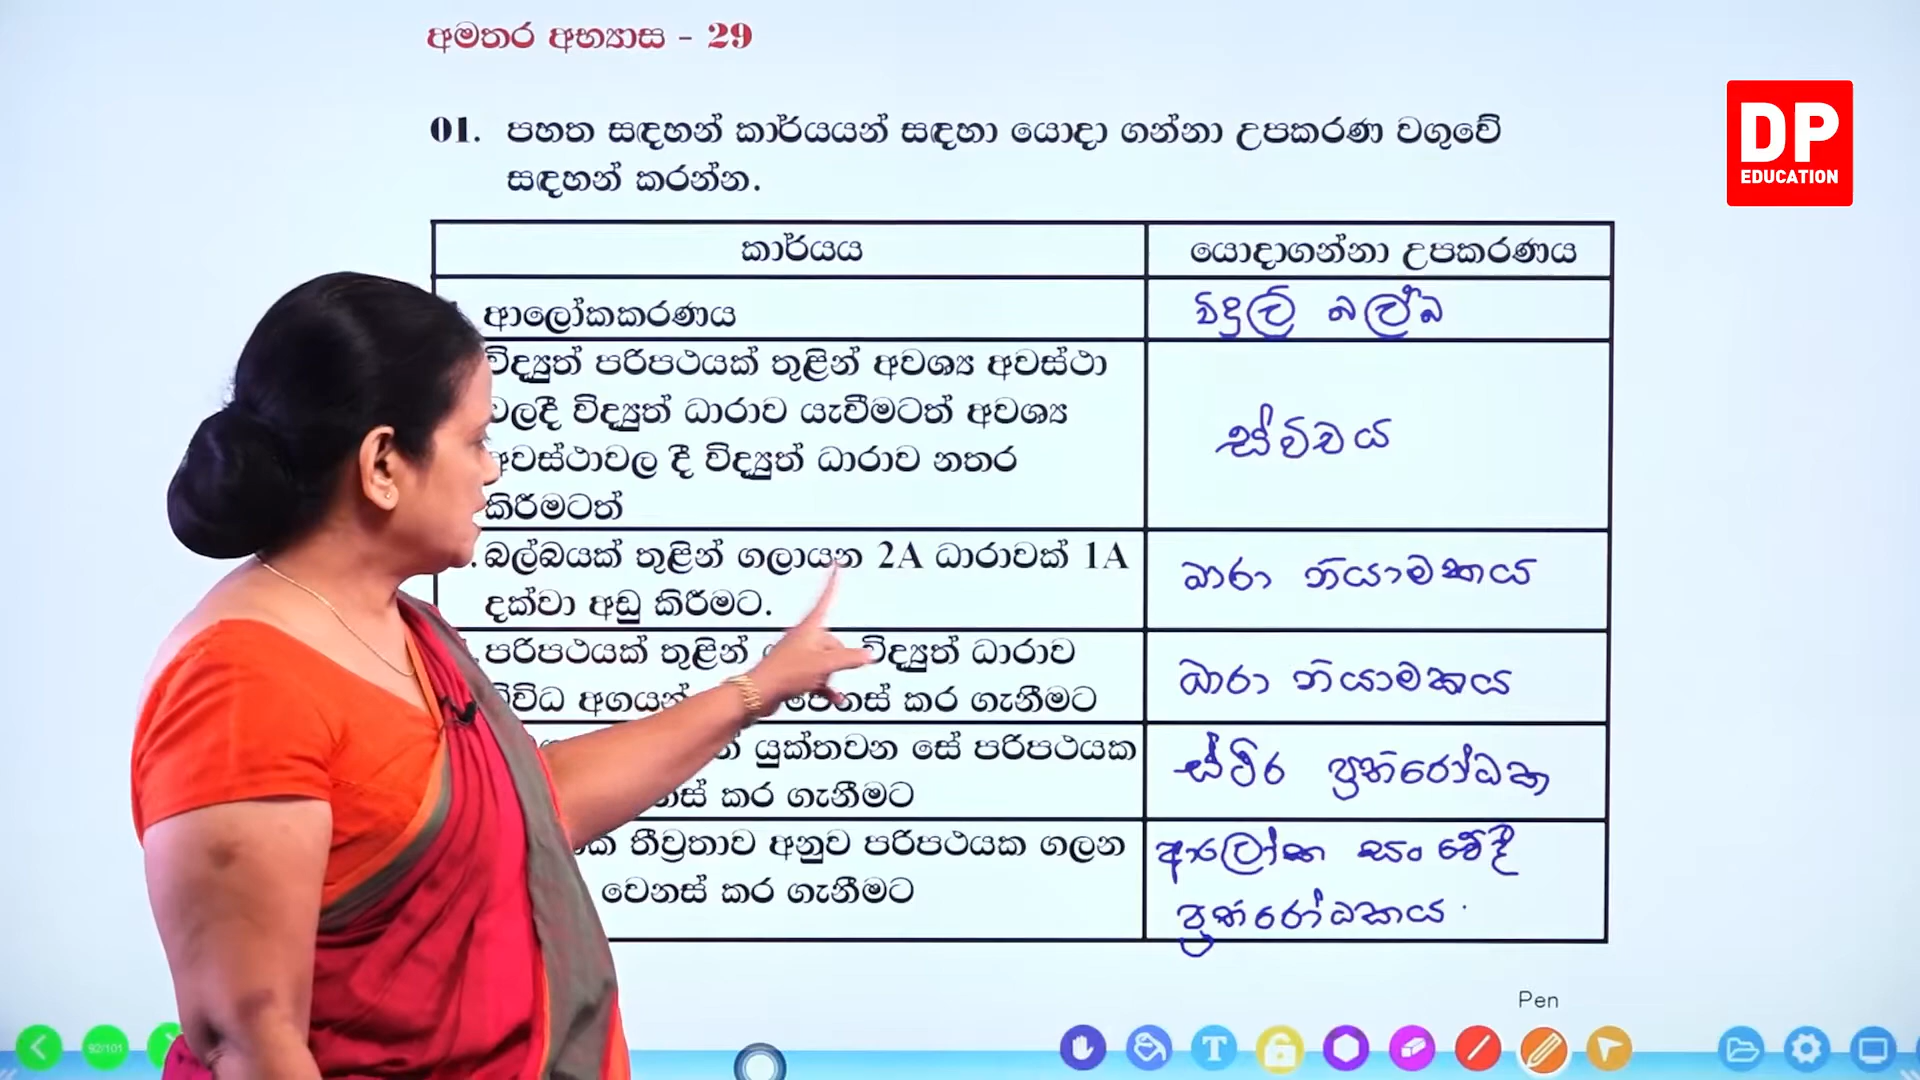 අමතර අභ්‍යාස - 29
DP
EDUCATION
01. පහත සඳහන් කාර්යයන් සඳහා යොදා ගන්නා උපකරණ වගුවේ
සඳහන් කරන්න.
කාර්යය
යොදාගන්නා උපකරණය
ආලෝකකරණය
විදුලි බල්බ
විද්‍යුත් පරිපථයක් තුළින් අවශ්‍ය අවස්ථා
වලදී විද්‍යුත් ධාරාව යැවීමටත් අවශ්‍ය
අවස්ථාවල දී විද්‍යුත් ධාරාව නතර
කිරීමටත්
ස්විචය
බල්බයක් තුළින් ගලායන 2A ධාරාවක් 1A
දක්වා අඩු කිරීමට.
ධාරා නියාමකය
පරිපථයක් තුළින් විද්‍යුත් ධාරාව
විවිධ අගයන් වෙනස් කර ගැනීමට
ධාරා නියාමකය
යුක්තවන සේ පරිපථයක
කර ගැනීමට
ස්ථිර ප්‍රතිරෝධක
තීව්‍රතාව අනුව පරිපථයක ගලන
වෙනස් කර ගැනීමට
ආලෝක සංවේදී
ප්‍රතිරෝධකය
Pen
92/101